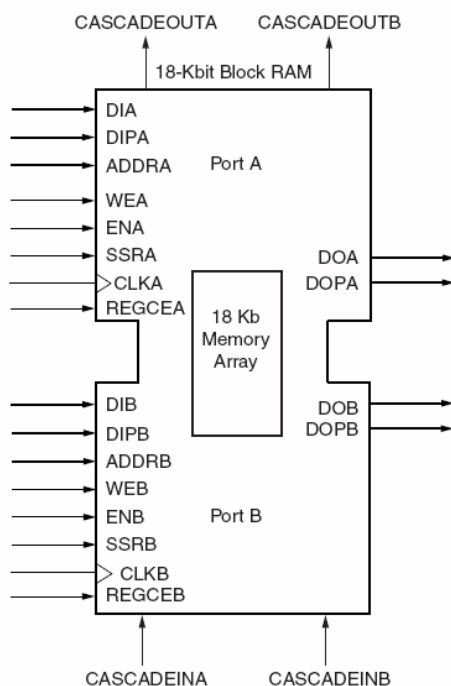 CASCADEOUTA CASCADEOUTB
18-Kbit Block RAM
DIA
DIPA
ADDRA
Port A
WEA
ENA
SSRA
DOA
CLKA
DOPA
REGCEA
18 Kb
Memory
Array
DIB
DOB
DIPB
DOPB
ADDRB
WEB
ENB
Port B
SSRB
CLKB
REGCEB
CASCADEINA CASCADEINB